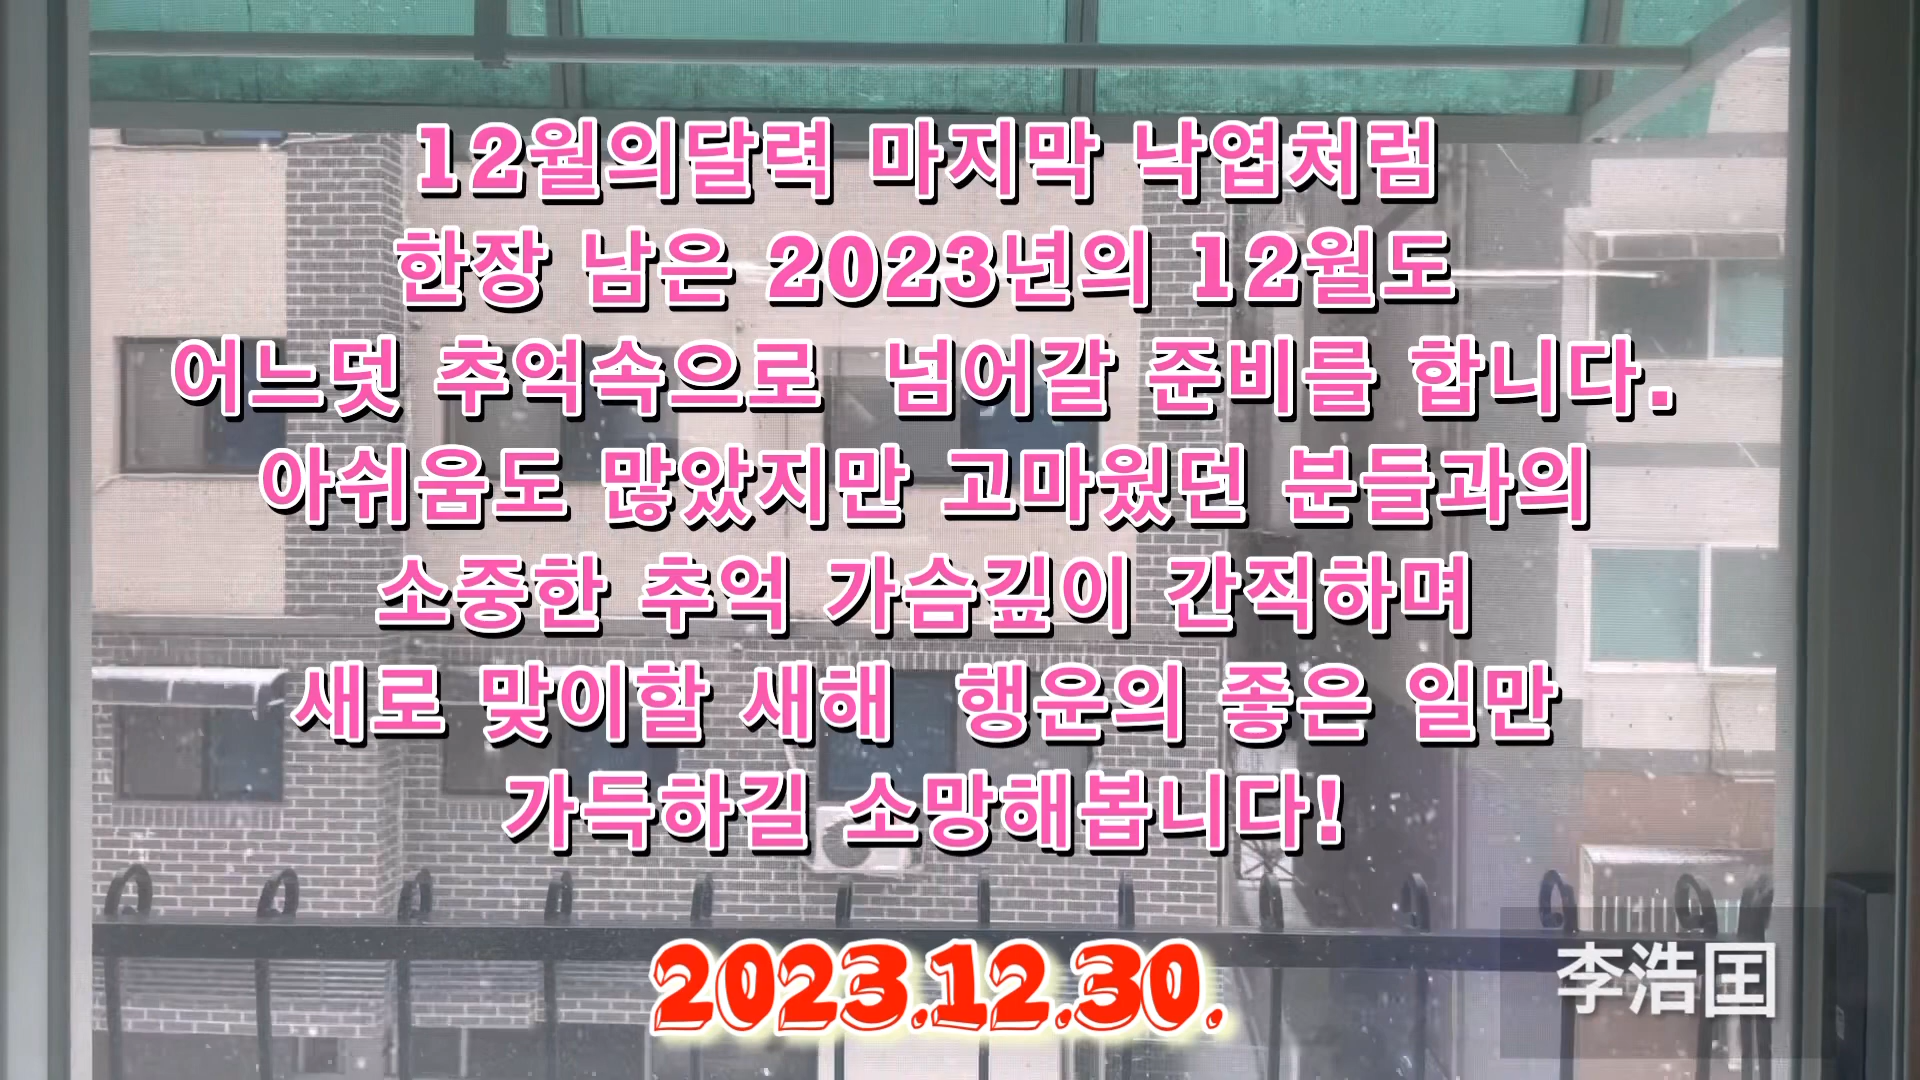 12월의달력 마지막 낙엽처럼
한장 남은 2023년의 12월도
어느덧 추억속으로 넘어갈 준비를 합니다.
아쉬움도 많았지만 고마웠던 분들과의
소중한 추억 가슴깊이 간직하며
새로 맞이할 새해 행운의 좋은 일만
가득하길 소망해봅니다!
2023.12.30.
李浩国